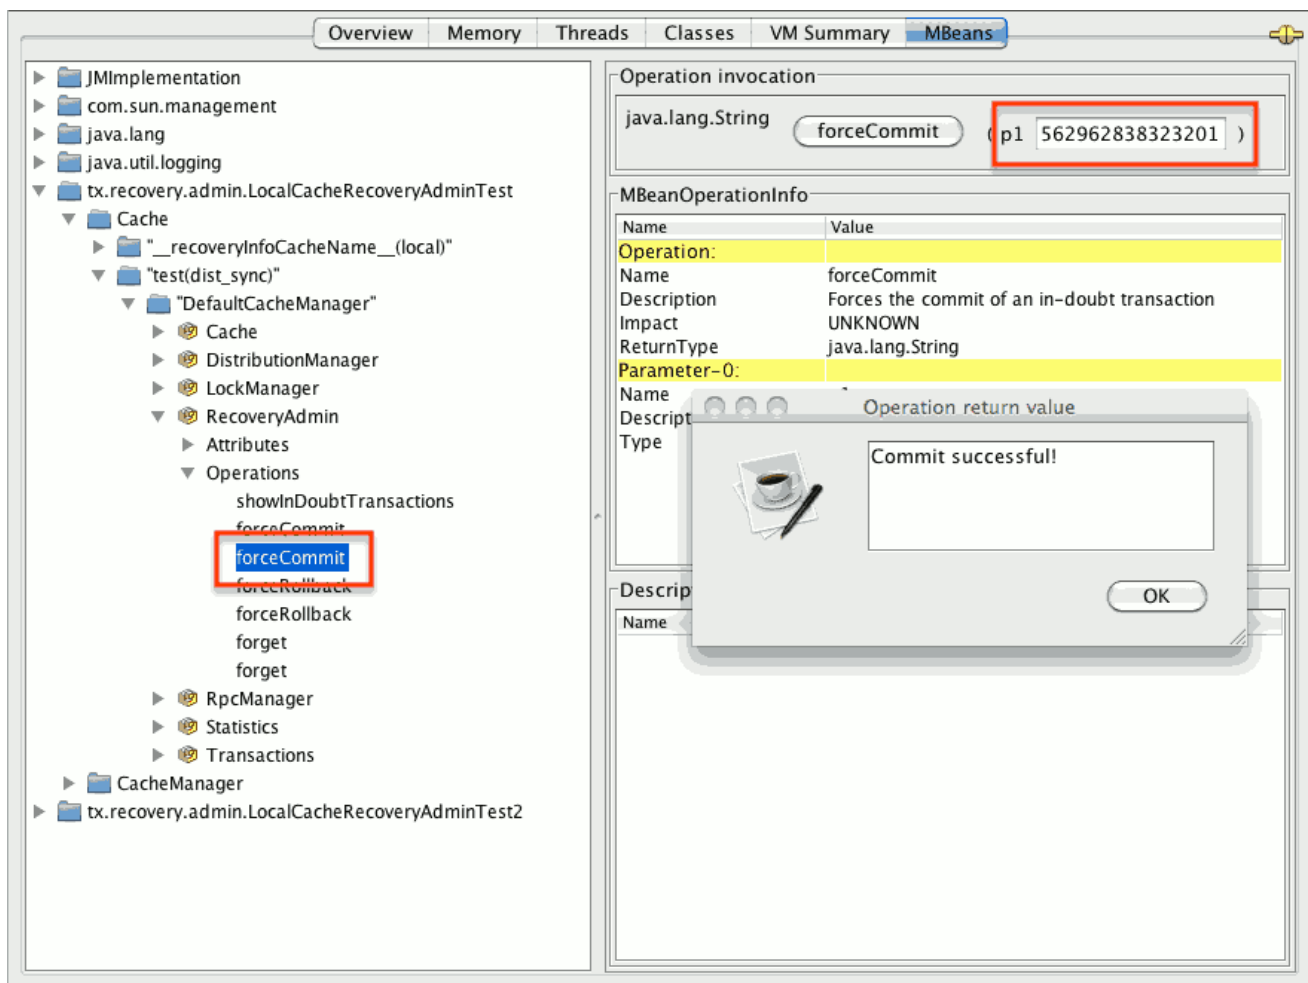 Overview Memory Threads Classes VM Summary MBeans
JMImplementation
com.sun.management
java.lang
java.util.logging
tx.recovery.admin.LocalCacheRecoveryAdminTest
Cache
"__recoveryInfoCacheName__(local)"
"test(dist_sync)"
"DefaultCacheManager"
Cache
DistributionManager
LockManager
RecoveryAdmin
Attributes
Operations
showInDoubtTransactions
forceCommit
forceCommit
forceRollback
forceRollback
forget
forget
RpcManager
Statistics
Transactions
CacheManager
tx.recovery.admin.LocalCacheRecoveryAdminTest2
Operation invocation
java.lang.String forceCommit ( p1 562962838323201 )
MBeanOperationInfo
Name Value
Operation:
Name forceCommit
Description Forces the commit of an in-doubt transaction
Impact UNKNOWN
ReturnType java.lang.String
Parameter-0:
Name
Descript
Type
Operation return value
Commit successful!
OK
Descrip
Name